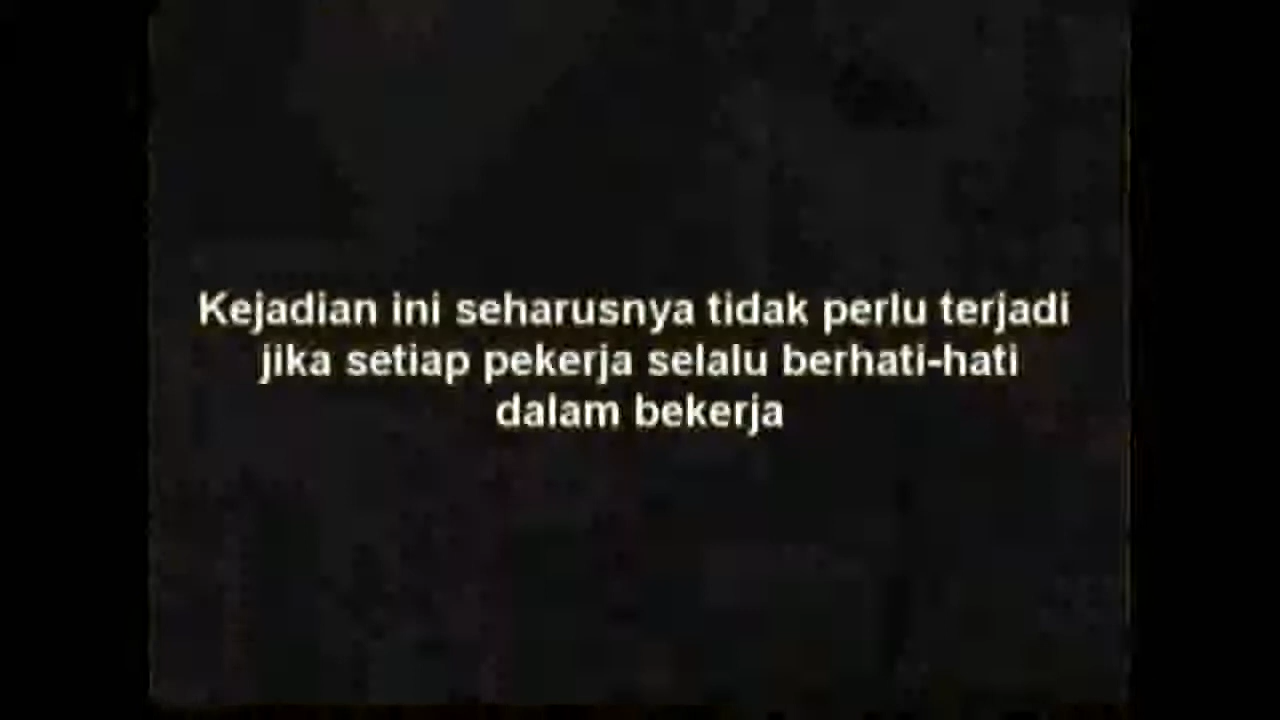 Kejadian ini seharusnya tidak perlu terjadi
jika setiap pekerja selalu berhati-hati
dalam bekerja